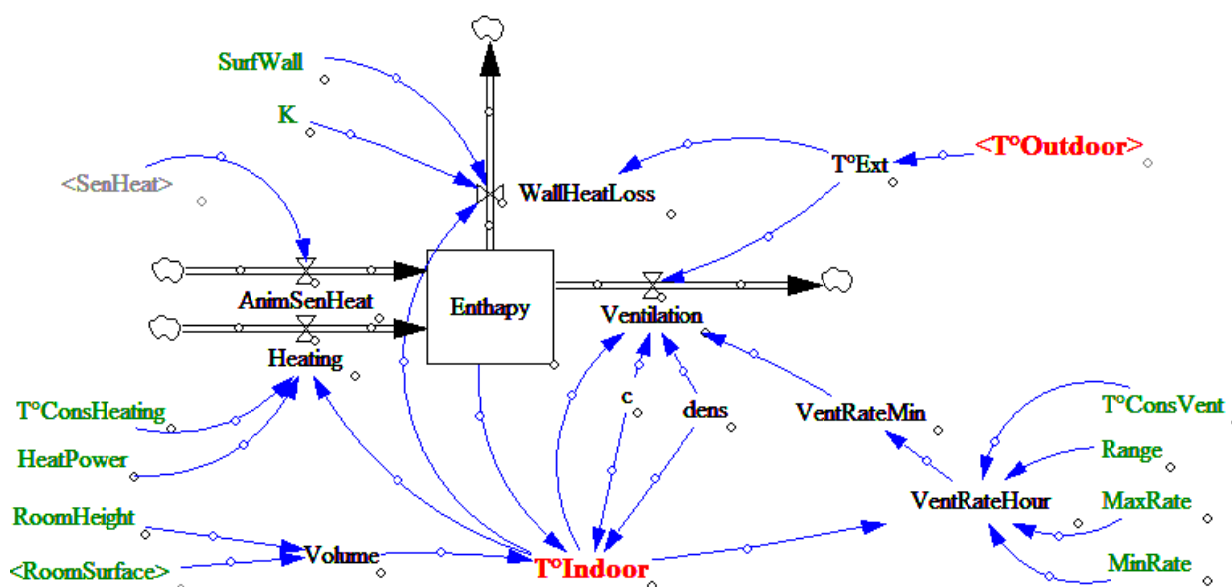 SurfWall
K
<T°Outdoor>
<SenHeat>
WallHeatLoss
T°Ext
AnimSenHeat
Enthapy
Ventilation
Heating
T°ConsHeating
c
dens
VentRateMin
T°ConsVent
HeatPower
Range
VentRateHour
MaxRate
RoomHeight
Volume
T°Indoor
<RoomSurface>
MinRate